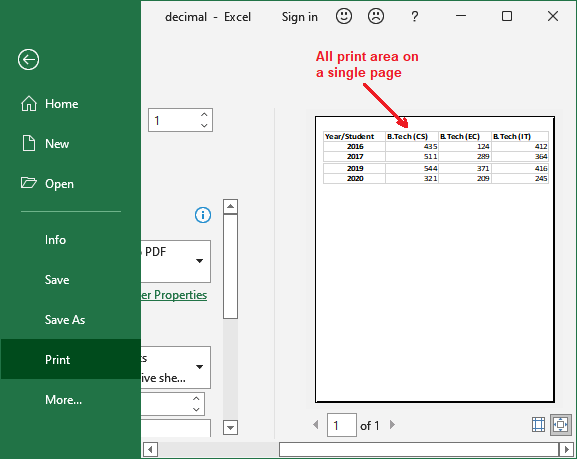 decimal - Excel
Sign in
?
Home
New
Open
Info
Save
Save As
Print
More...
1
PDF
er Properties
ts
ive she...
All print area on
a single page
Year/Student B.Tech (CS) B.Tech (EC) B.Tech (IT)
2016 435 124 412
2017 511 289 364
2019 544 371 416
2020 321 209 245
1 of 1